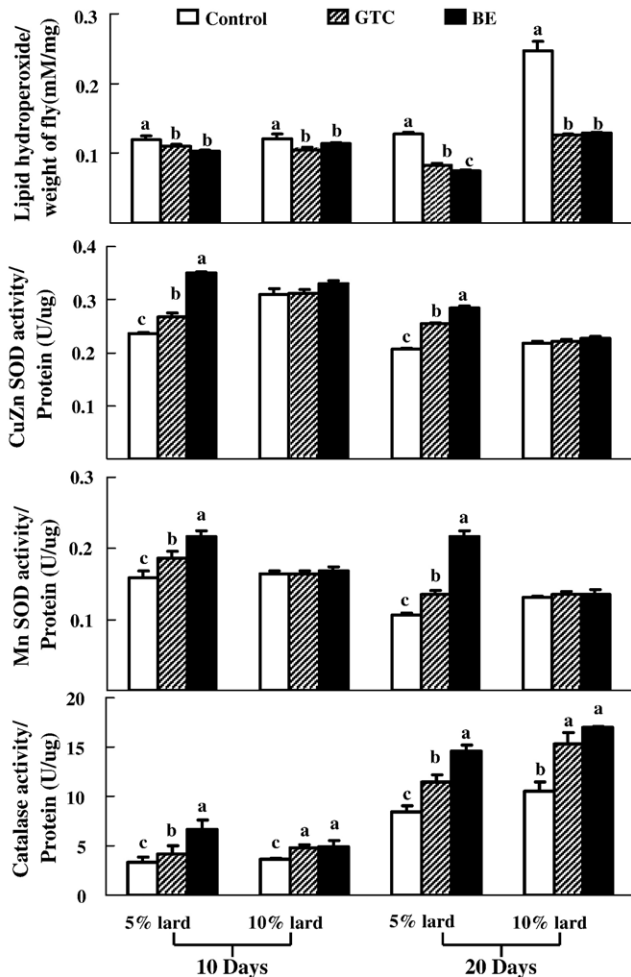 Control GTC BE
Lipid hydroperoxide/
weight of fly(mM/mg)
0.3
0.2
0.1
a b b
a b b
a b c
a b b
CuZn SOD activity/
Protein (U/ug)
0.4
0.3
0.2
0.1
c b a
c b a
Mn SOD activity/
Protein (U/ug)
0.3
0.2
0.1
c b a
c b a
Catalase activity/
Protein (U/ug)
20
15
10
5
0
c b a
c a a
c b a
b a a
5% lard 10% lard 5% lard 10% lard
10 Days 20 Days